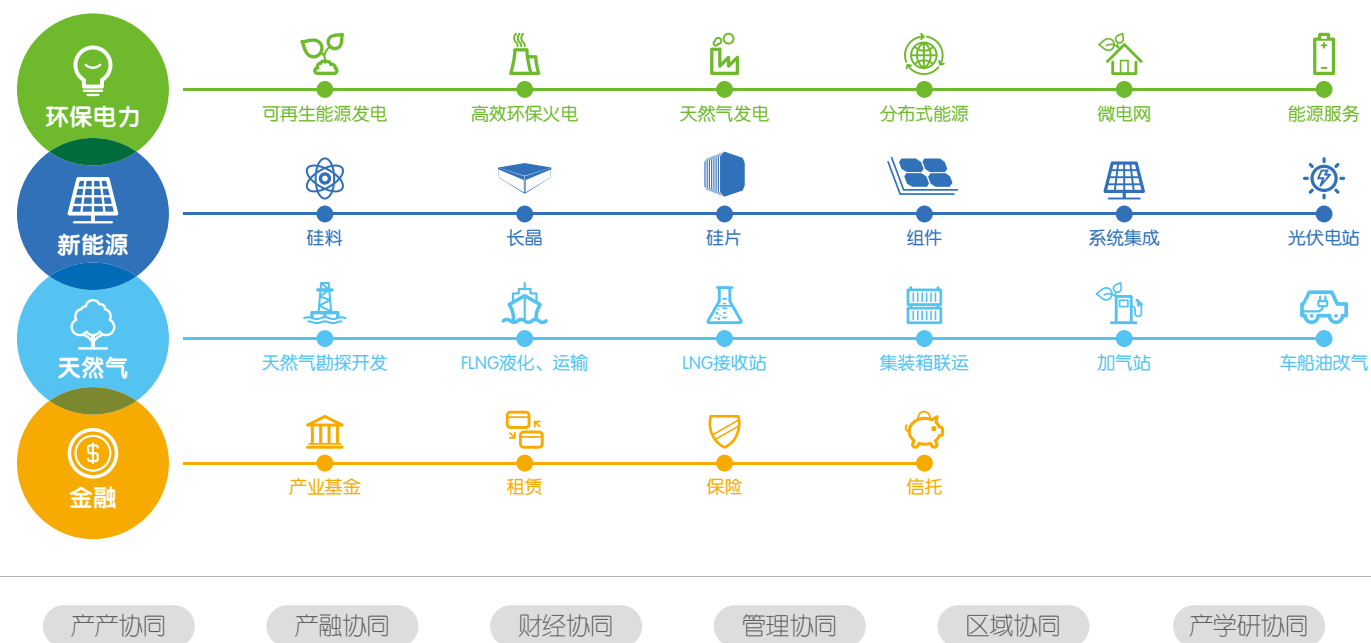 环保电力
可再生能源发电
高效环保火电
天然气发电
分布式能源
微电网
能源服务
新能源
硅料
长晶
硅片
组件
系统集成
光伏电站
天然气
天然气勘探开发
FLNG液化、运输
LNG接收站
集装箱联运
加气站
车船油改气
$
金融
产业基金
租赁
保险
信托
产产协同
产融协同
财经协同
管理协同
区域协同
产学研协同